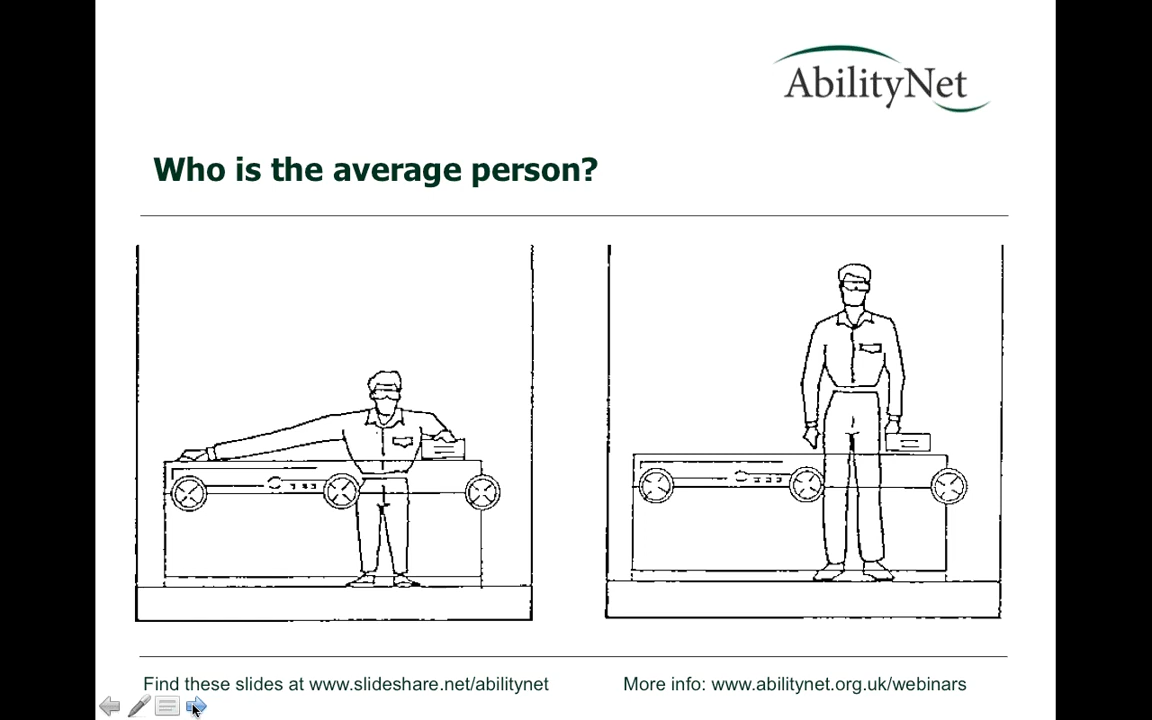 AbilityNet
Who is the average person?
Find these slides at www.slideshare.net/abilitynet
More info: www.abilitynet.org.uk/webinars